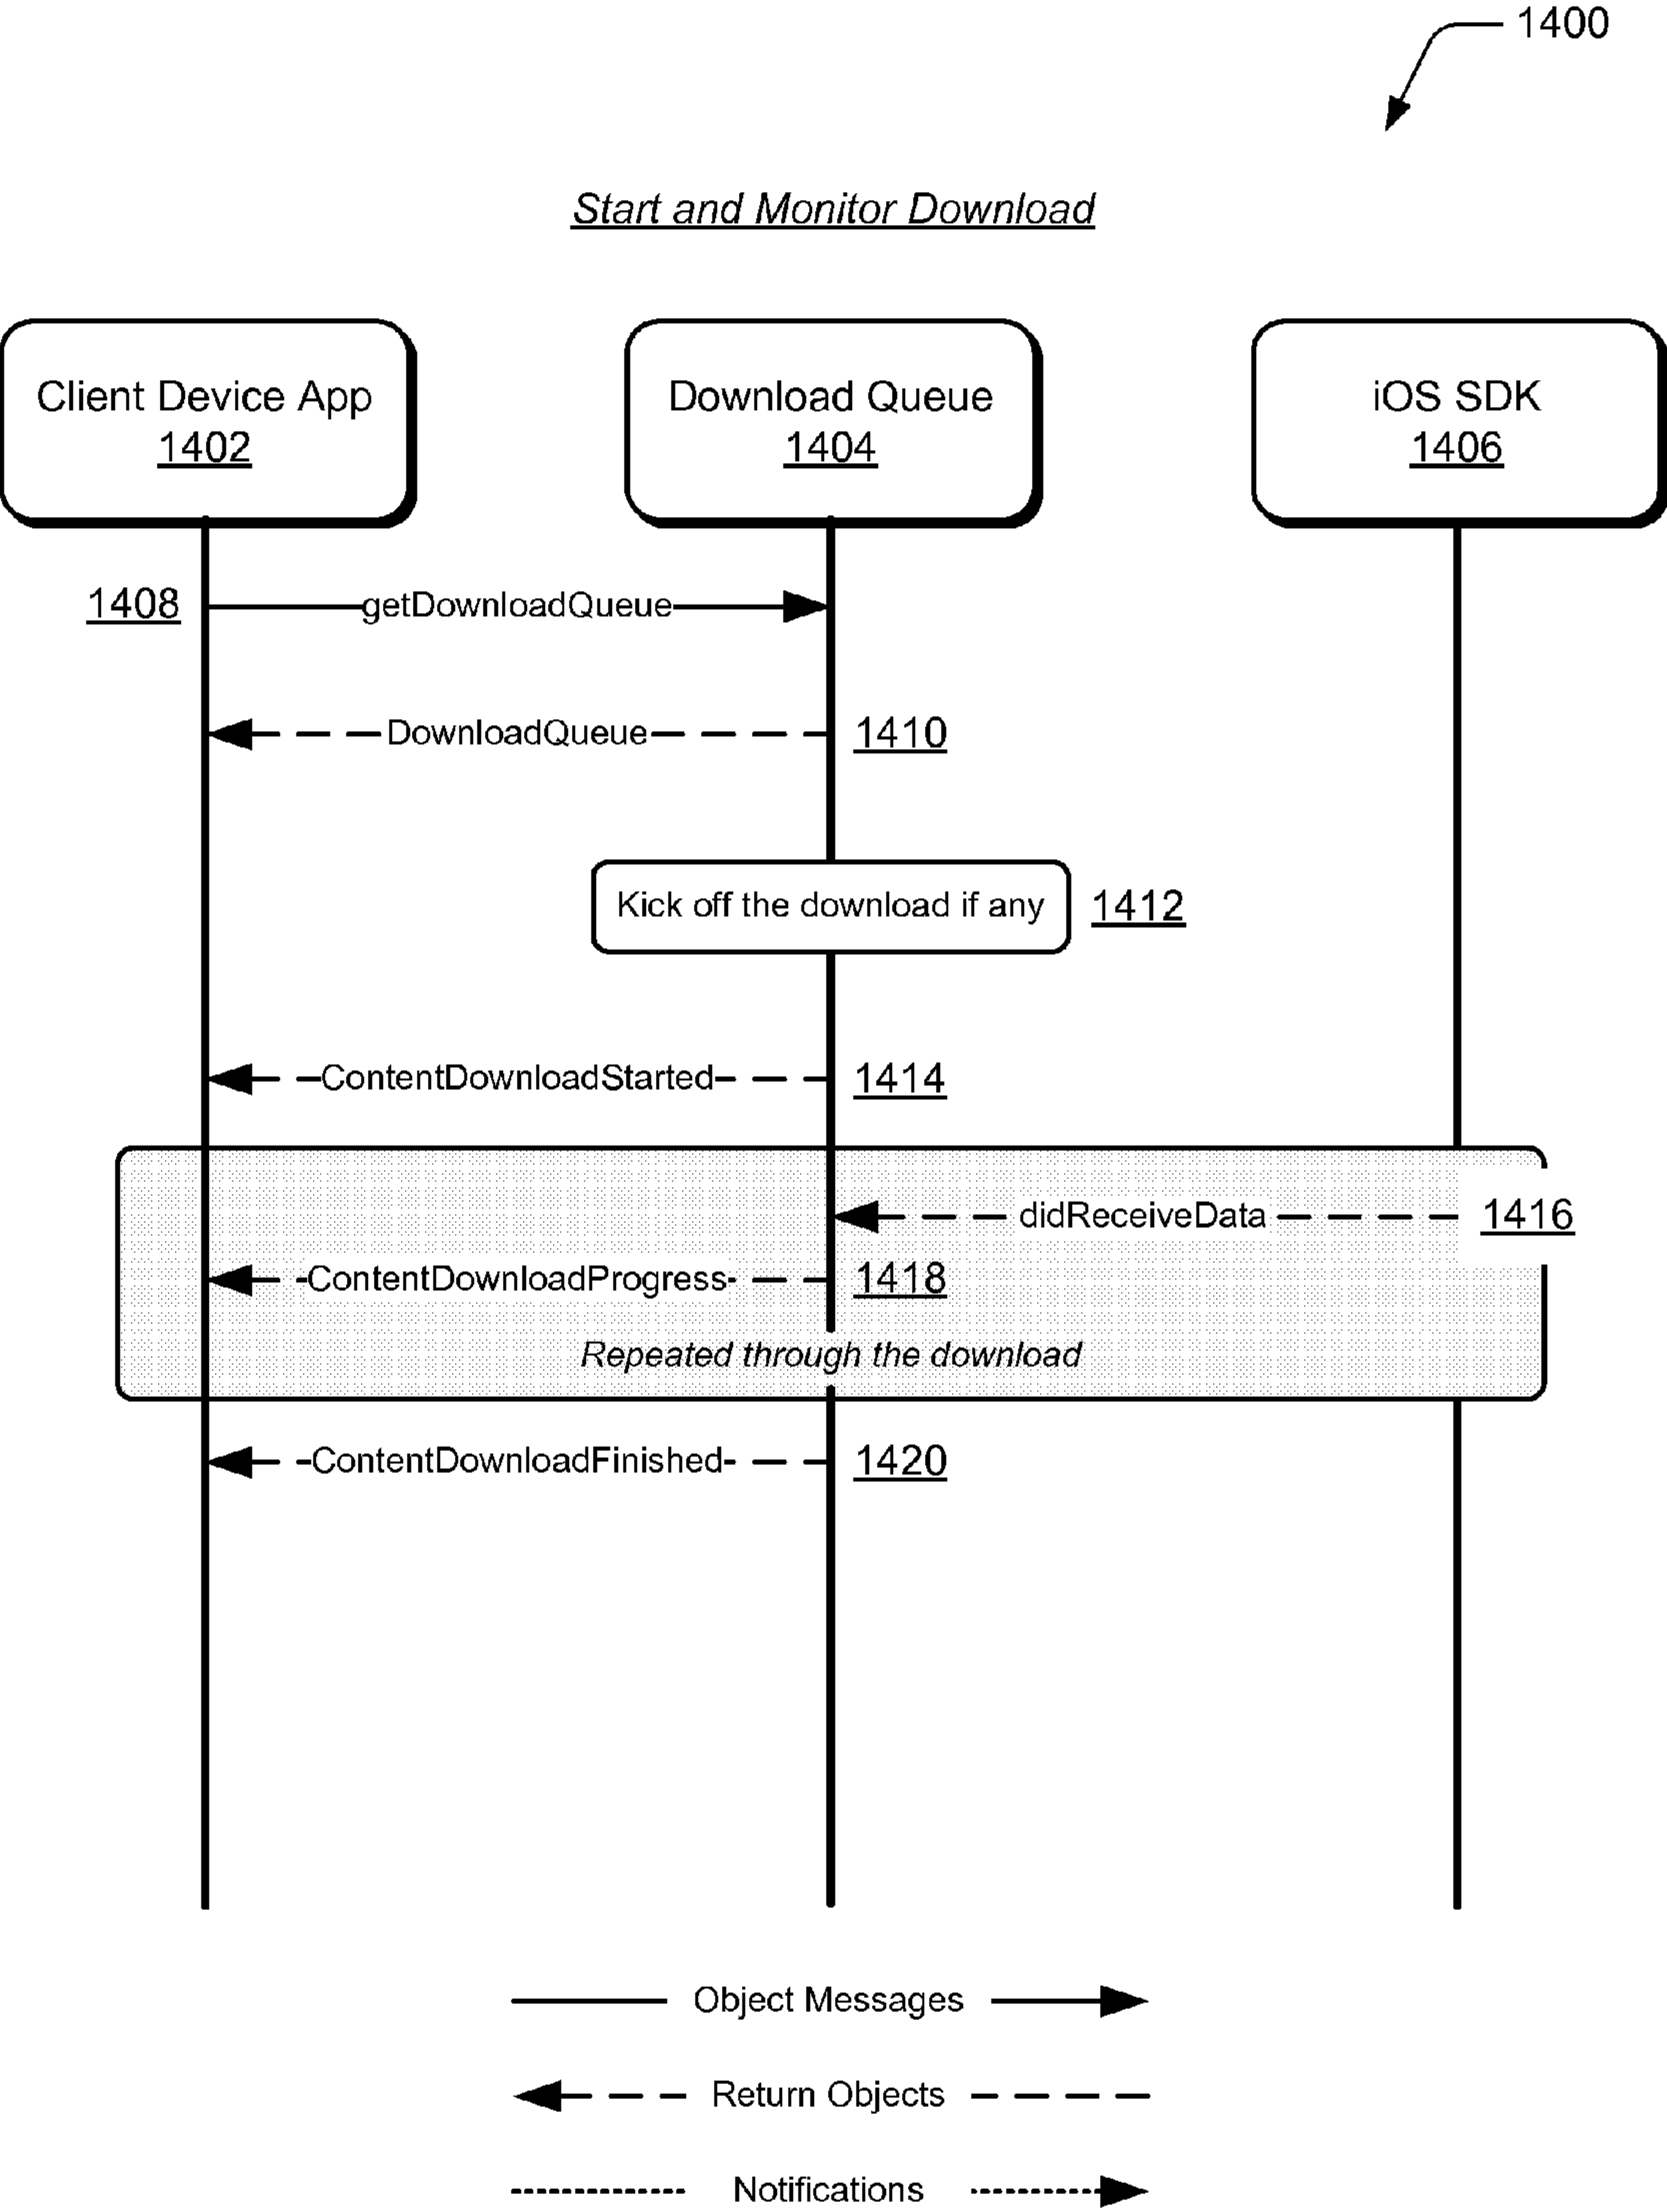 1400
Start and Monitor Download
Client Device App
1402
Download Queue
1404
iOS SDK
1406
1408
getDownloadQueue
DownloadQueue
1410
Kick off the download if any
1412
ContentDownloadStarted
1414
didReceiveData
1416
ContentDownloadProgress
1418
Repeated through the download
ContentDownloadFinished
1420
Object Messages
Return Objects
Notifications